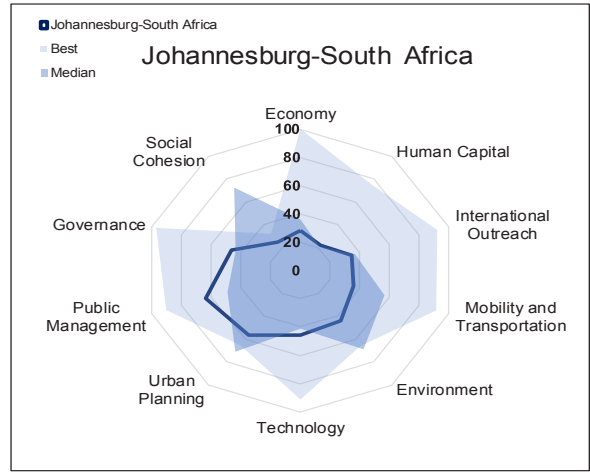 Johannesburg-South Africa
Best
Median
Johannesburg-South Africa
Economy
Human Capital
International
Outreach
Mobility and
Transportation
Environment
Technology
Urban
Planning
Public
Management
Governance
Social
Cohesion
100
80
60
40
20
0